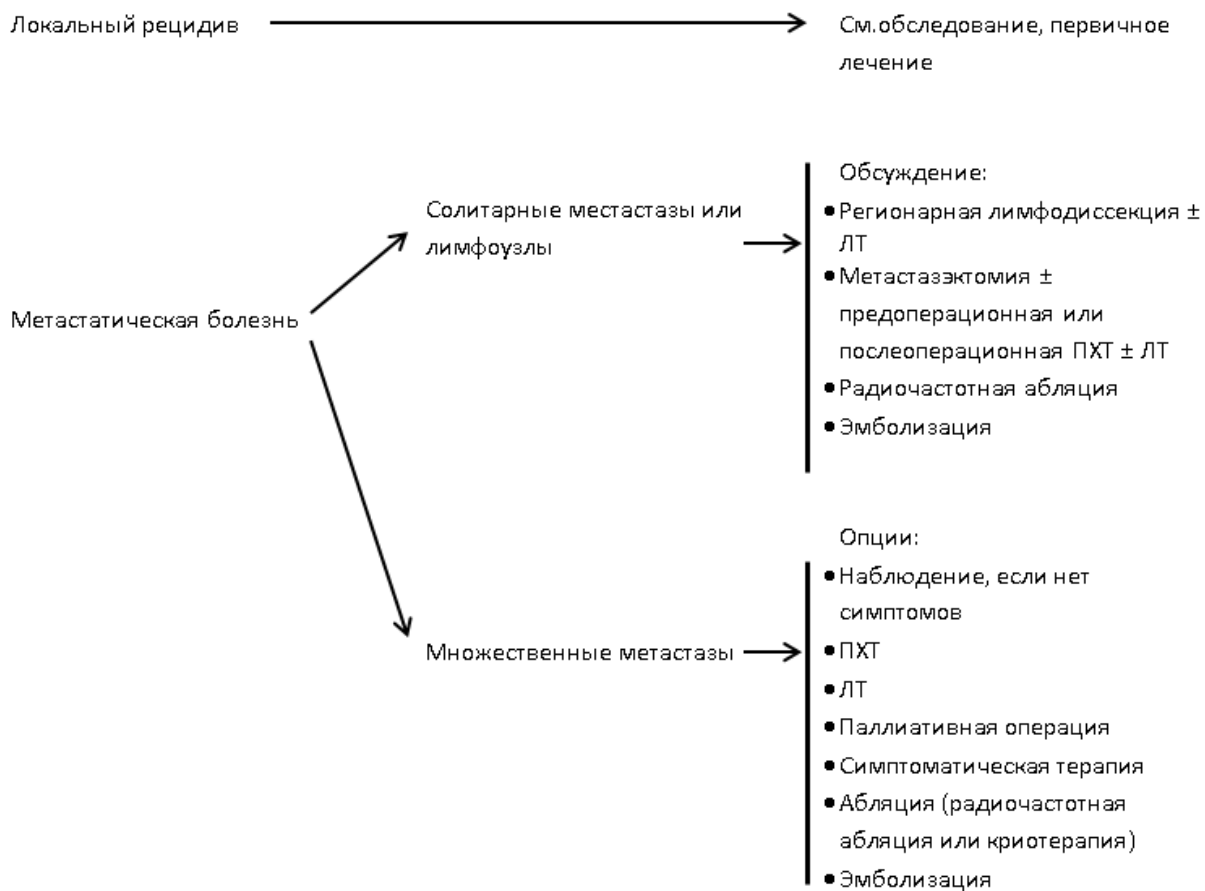 Локальный рецидив
См.обследование, первичное
лечение
Обсуждение:
Солитарные местастазы или
лимфоузлы
• Регионарная лимфодиссекция ±
ЛТ
• Метастазэктомия ±
предоперационная или
послеоперационная ПХТ ± ЛТ
• Радиочастотная абляция
• Эмболизация
Метастатическая болезнь
Опции:
Множественные метастазы
• Наблюдение, если нет
симптомов
• ПХТ
• ЛТ
• Паллиативная операция
• Симптоматическая терапия
• Абляция (радиочастотная
абляция или криотерапия)
• Эмболизация